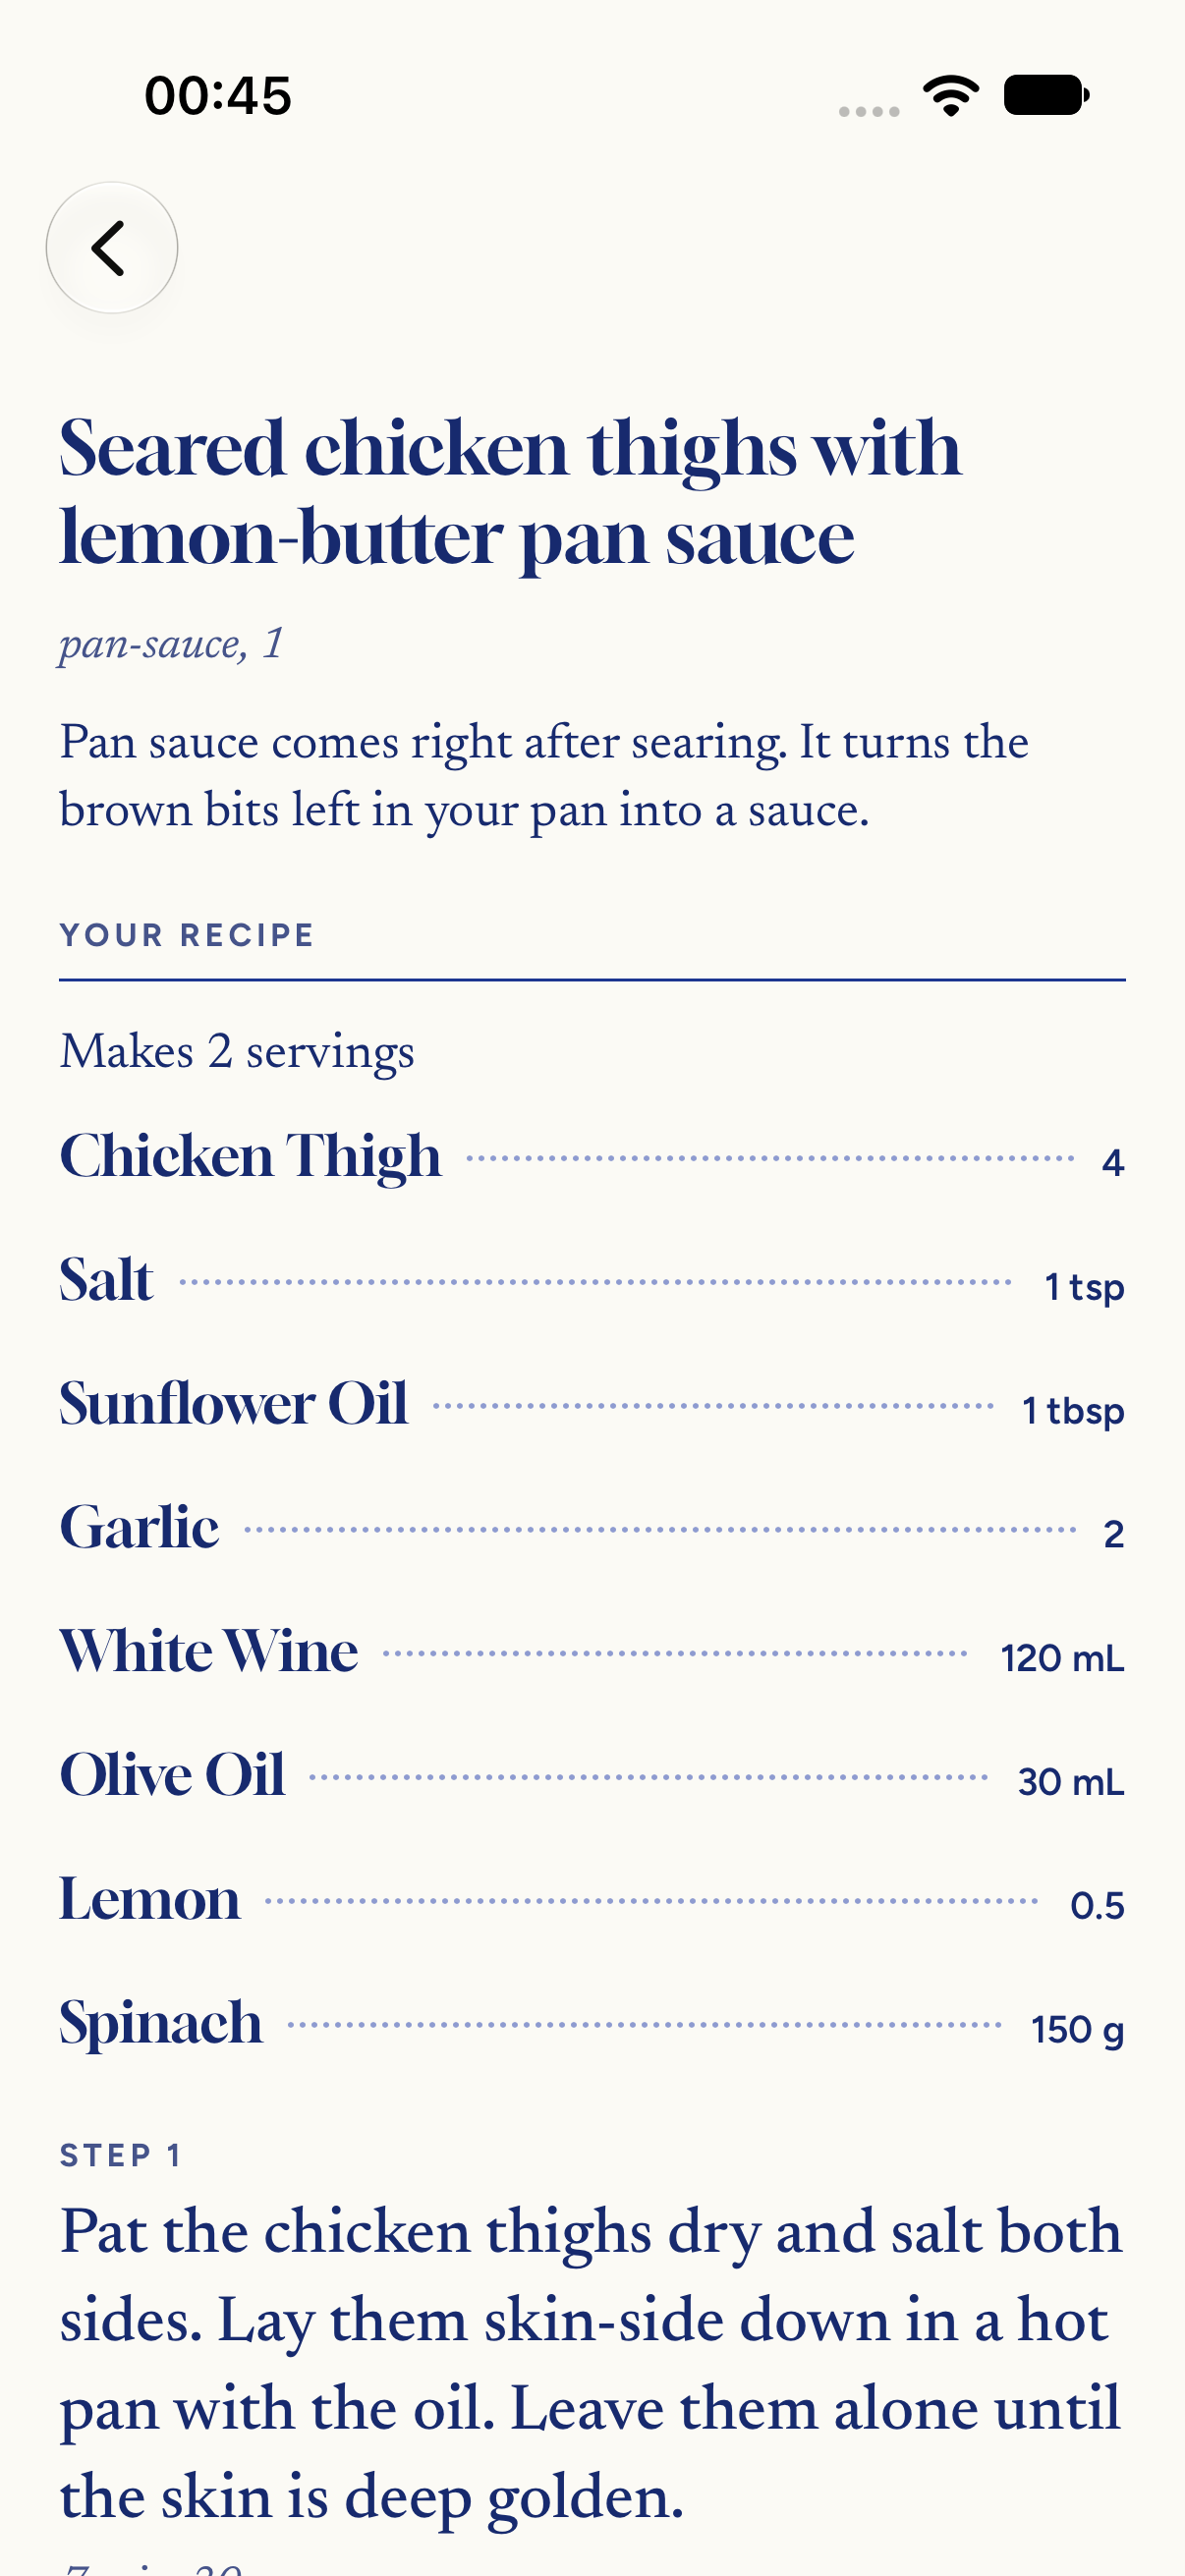 00:45
Seared chicken thighs with
lemon-butter pan sauce
pan-sauce, 1
Pan sauce comes right after searing. It turns the
brown bits left in your pan into a sauce.
YOUR RECIPE
Makes 2 servings
Chicken Thigh 4
Salt 1 tsp
Sunflower Oil 1 tbsp
Garlic 2
White Wine 120 mL
Olive Oil 30 mL
Lemon 0.5
Spinach 150 g
STEP 1
Pat the chicken thighs dry and salt both
sides. Lay them skin-side down in a hot
pan with the oil. Leave them alone until
the skin is deep golden.